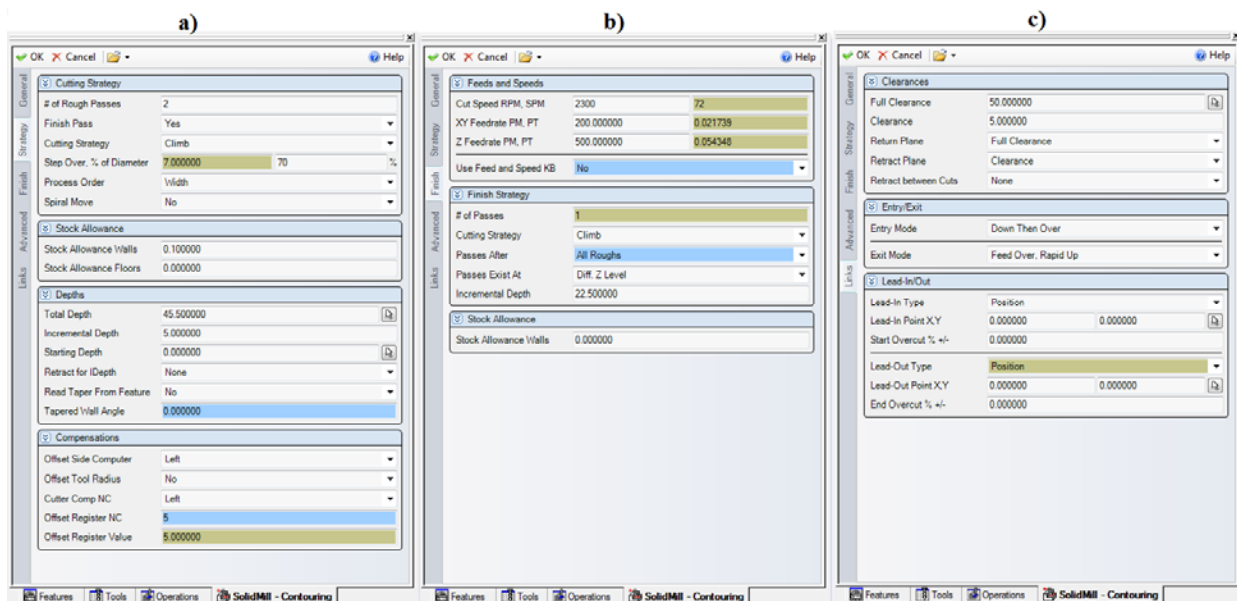 a)
OK Cancel Help
General
Strategy
Finish
Advanced
Links
Cutting Strategy
# of Rough Passes 2
Finish Pass Yes
Cutting Strategy Climb
Step Over, % of Diameter 7.000000 70 %
Process Order Width
Spiral Move No
Stock Allowance
Stock Allowance Walls 0.100000
Stock Allowance Floors 0.000000
Depths
Total Depth 45.500000
Incremental Depth 5.000000
Starting Depth 0.000000
Retract for IDepth None
Read Taper From Feature No
Tapered Wall Angle 0.000000
Compensations
Offset Side Computer Left
Offset Tool Radius No
Cutter Comp NC Left
Offset Register NC 5
Offset Register Value 5.000000
Features Tools Operations SolidMill - Contouring
b)
OK Cancel Help
General
Strategy
Finish
Advanced
Links
Feeds and Speeds
Cut Speed RPM, SPM 2300 72
XY Feedrate PM, PT 200.000000 0.021739
Z Feedrate PM, PT 500.000000 0.054348
Use Feed and Speed KB No
Finish Strategy
# of Passes 1
Cutting Strategy Climb
Passes After All Roughs
Passes Exist At Diff. Z Level
Incremental Depth 22.500000
Stock Allowance
Stock Allowance Walls 0.000000
Features Tools Operations SolidMill - Contouring
c)
OK Cancel Help
General
Strategy
Finish
Advanced
Links
Clearances
Full Clearance 50.000000
Clearance 5.000000
Return Plane Full Clearance
Retract Plane Clearance
Retract between Cuts None
Entry/Exit
Entry Mode Down Then Over
Exit Mode Feed Over, Rapid Up
Lead-In/Out
Lead-In Type Position
Lead-In Point X,Y 0.000000 0.000000
Start Overcut % +/- 0.000000
Lead-Out Type Position
Lead-Out Point X,Y 0.000000 0.000000
End Overcut % +/- 0.000000
Features Tools Operations SolidMill - Contouring